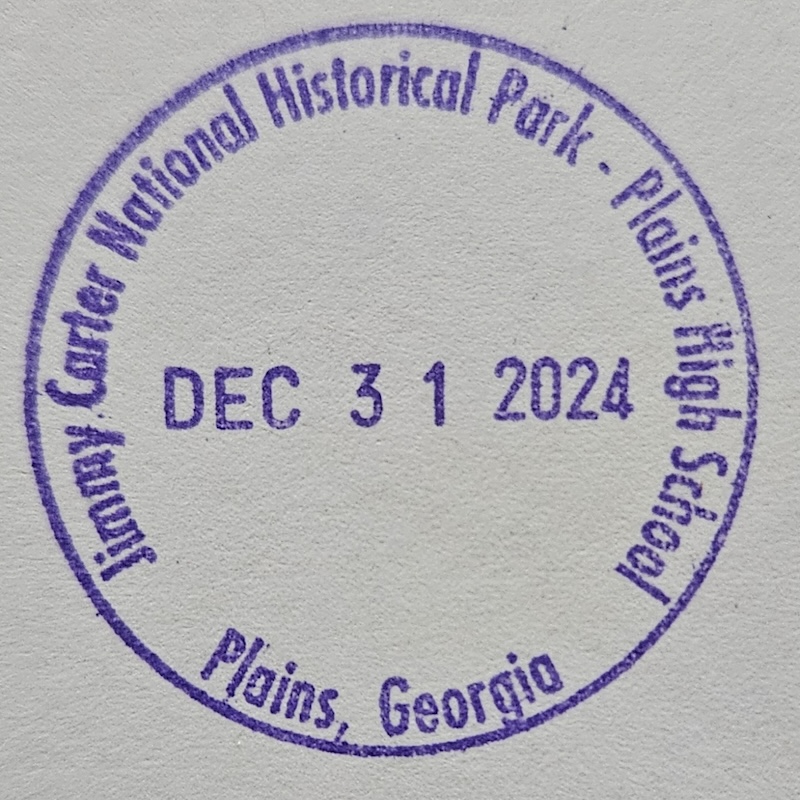 Jimmy Carter National Historical Park - Plains High School
DEC 31 2024
Plains, Georgia